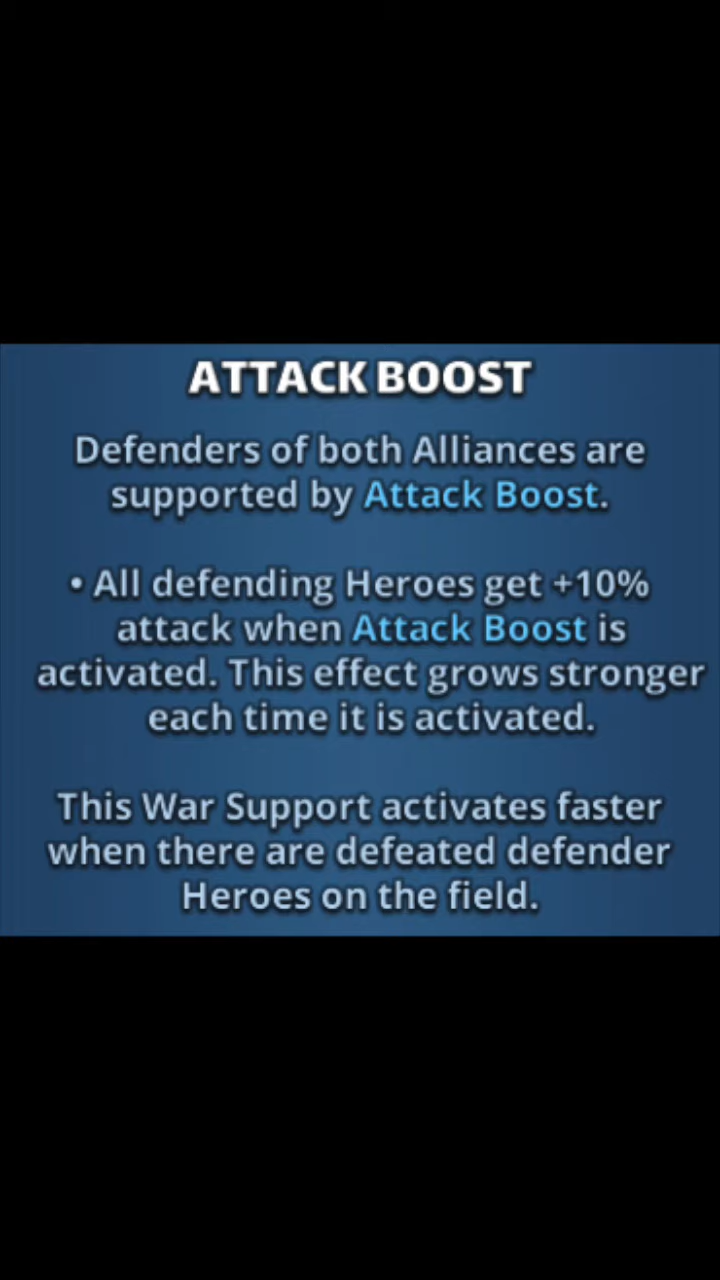 ATTACK BOOST
Defenders of both Alliances are
supported by Attack Boost.
• All defending Heroes get +10%
attack when Attack Boost is
activated. This effect grows stronger
each time it is activated.
This War Support activates faster
when there are defeated defender
Heroes on the field.